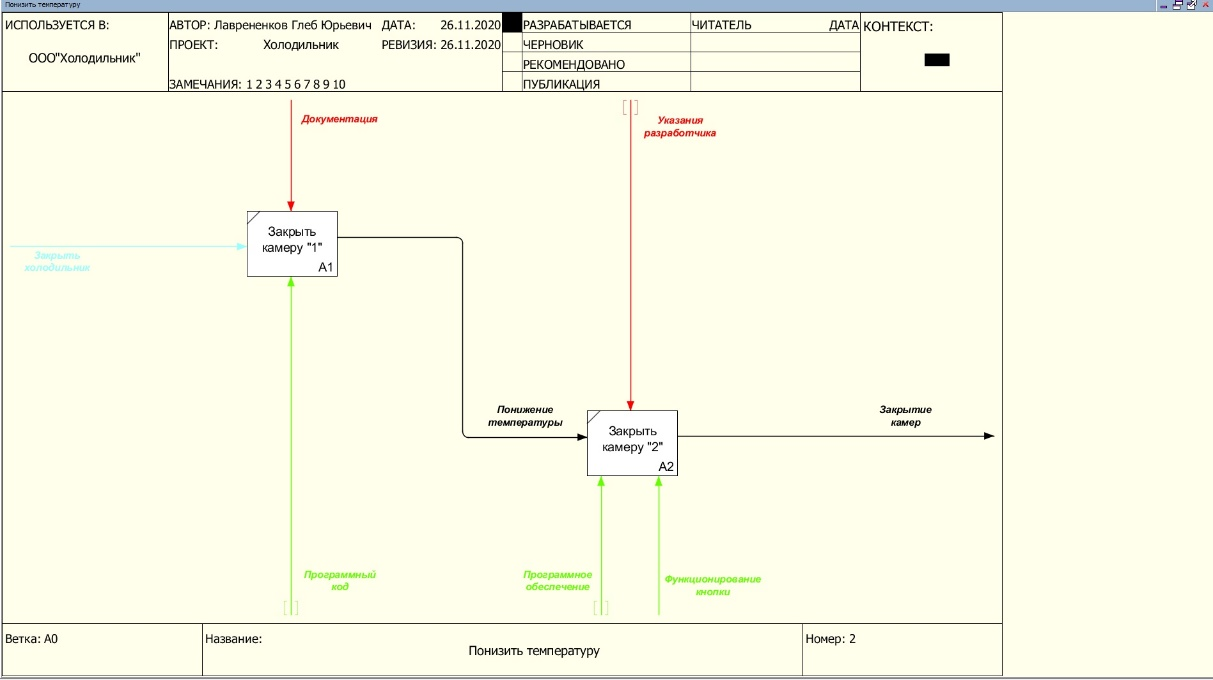 Понизить температуру
ИСПОЛЬЗУЕТСЯ В:
ООО"Холодильник"
АВТОР: Лаврененков Глеб Юрьевич ДАТА: 26.11.2020
ПРОЕКТ: Холодильник РЕВИЗИЯ: 26.11.2020
ЗАМЕЧАНИЯ: 1 2 3 4 5 6 7 8 9 10
РАЗРАБАТЫВАЕТСЯ
ЧЕРНОВИК
РЕКОМЕНДОВАНО
ПУБЛИКАЦИЯ
ЧИТАТЕЛЬ ДАТА
КОНТЕКСТ:
Документация
Указания
разработчика
Закрыть
камеру "1"
A1
Закрыть
холодильник
Понижение
температуры
Закрыть
камеру "2"
A2
Закрытие
камер
Программный
код
Программное
обеспечение
Функционирование
кнопки
Ветка: A0
Название:
Понизить температуру
Номер: 2